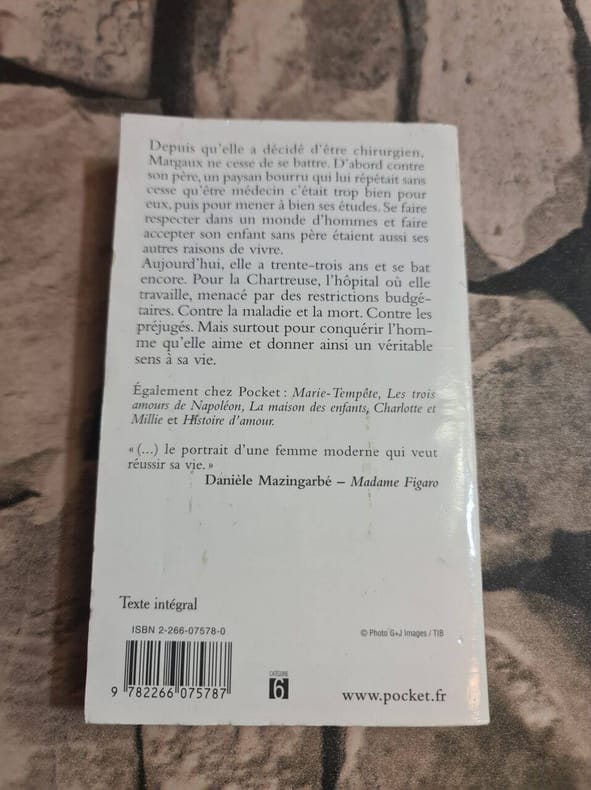 Depuis qu'elle a décidé d'être chirurgien,
Margaux ne cesse de se battre. D'abord contre
son père, un paysan bourru qui lui répétait sans
cesse qu'être médecin c'était trop bien pour
eux, puis pour mener à bien ses études. Se faire
respecter dans un monde d'hommes et faire
accepter son enfant sans père étaient aussi ses
autres raisons de vivre.
Aujourd'hui, elle a trente-trois ans et se bat
encore. Pour la Chartreuse, l'hôpital où elle
travaille, menacé par des restrictions budgé-
taires. Contre la maladie et la mort. Contre les
préjugés. Mais surtout pour conquérir l'hom-
me qu'elle aime et donner ainsi un véritable
sens à sa vie.
Également chez Pocket : Marie-Tempête, Les trois
amours de Napoléon, La maison des enfants, Charlotte et
Millie et Histoire d'amour.
« (...) le portrait d'une femme moderne qui veut
réussir sa vie. »
Danièle Mazingarbé – Madame Figaro
Texte intégral
ISBN 2-266-07578-0
© Photo G+J Images / TIB
9 782266 075787
CATÉGORIE
6
www.pocket.fr